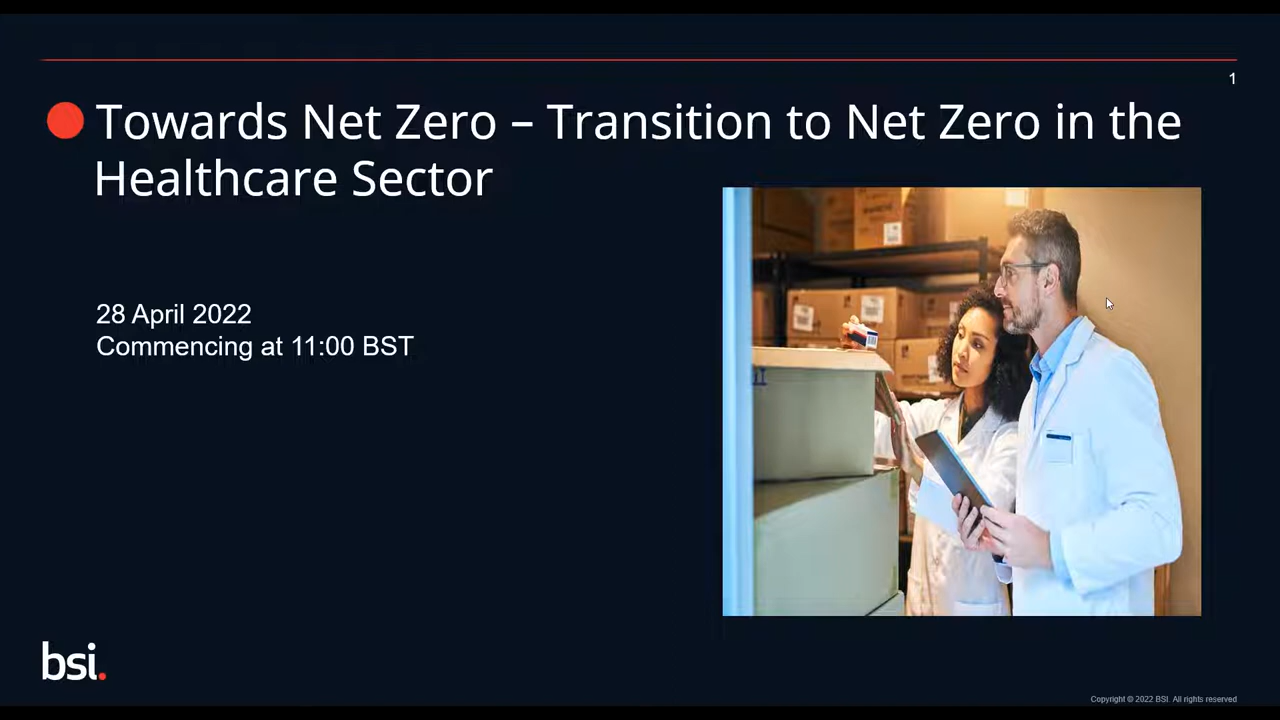 1
Towards Net Zero – Transition to Net Zero in the
Healthcare Sector
28 April 2022
Commencing at 11:00 BST
bsi.
Copyright © 2022 BSI. All rights reserved